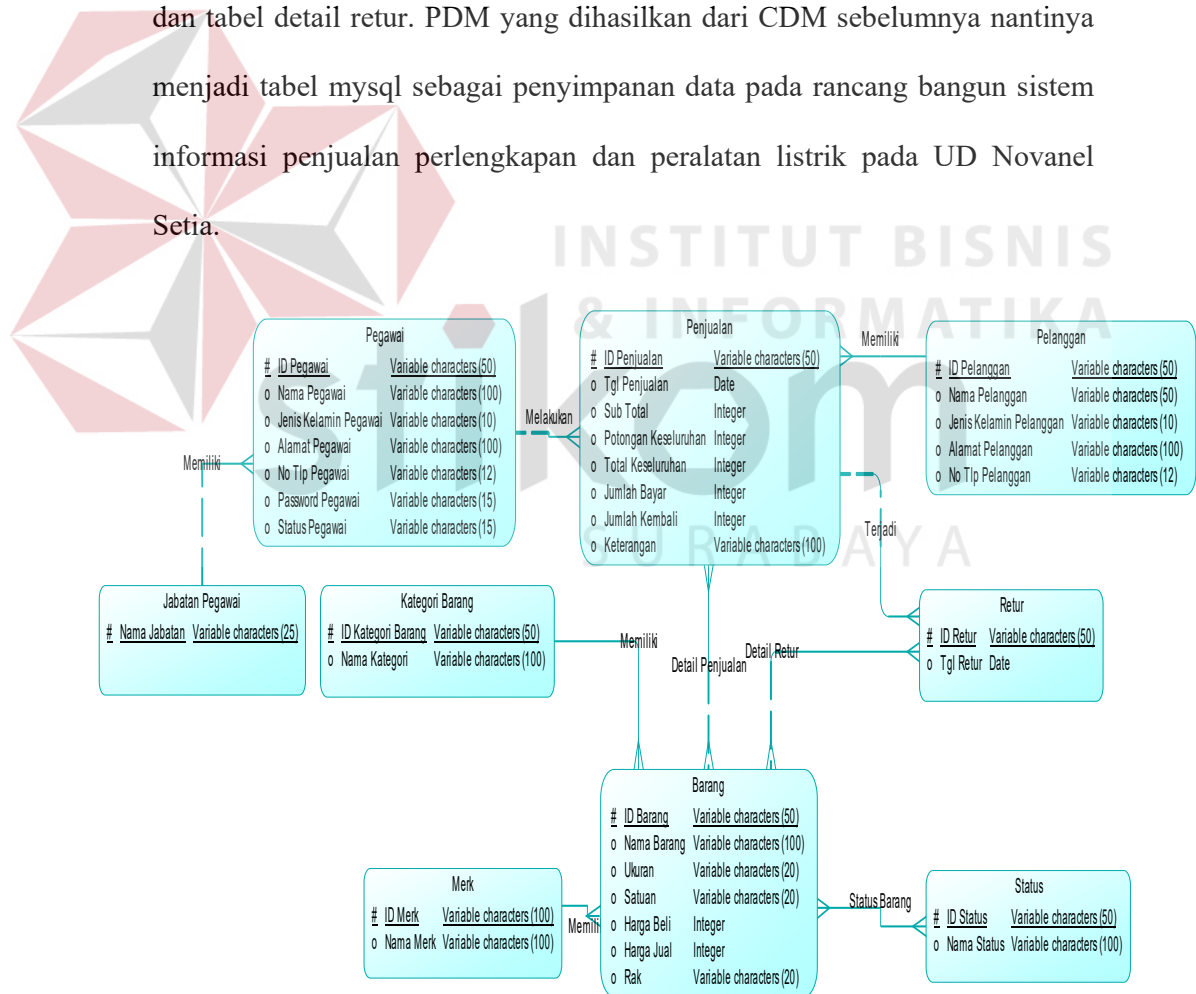 dan tabel detail retur. PDM yang dihasilkan dari CDM sebelumnya nantinya
menjadi tabel mysql sebagai penyimpanan data pada rancang bangun sistem
informasi penjualan perlengkapan dan peralatan listrik pada UD Novanel
Setia.
INSTITUT BISNIS
& INFORMATIKA
stikom
SURABAYA
Pegawai
# ID Pegawai Variable characters (50)
o Nama Pegawai Variable characters (100)
o Jenis Kelamin Pegawai Variable characters (10)
o Alamat Pegawai Variable characters (100)
o No Tlp Pegawai Variable characters (12)
o Password Pegawai Variable characters (15)
o Status Pegawai Variable characters (15)
Melakukan
Penjualan
# ID Penjualan Variable characters (50)
o Tgl Penjualan Date
o Sub Total Integer
o Potongan Keseluruhan Integer
o Total Keseluruhan Integer
o Jumlah Bayar Integer
o Jumlah Kembali Integer
o Keterangan Variable characters (100)
Memiliki
Pelanggan
# ID Pelanggan Variable characters (50)
o Nama Pelanggan Variable characters (50)
o Jenis Kelamin Pelanggan Variable characters (10)
o Alamat Pelanggan Variable characters (100)
o No Tlp Pelanggan Variable characters (12)
Memiliki
Terjadi
Jabatan Pegawai
# Nama Jabatan Variable characters (25)
Kategori Barang
# ID Kategori Barang Variable characters (50)
o Nama Kategori Variable characters (100)
Memiliki
Detail Penjualan
Detail Retur
Retur
# ID Retur Variable characters (50)
o Tgl Retur Date
Barang
# ID Barang Variable characters (50)
o Nama Barang Variable characters (100)
o Ukuran Variable characters (20)
o Satuan Variable characters (20)
o Harga Beli Integer
o Harga Jual Integer
o Rak Variable characters (20)
Merk
# ID Merk Variable characters (100)
o Nama Merk Variable characters (100)
Memili
Status Barang
Status
# ID Status Variable characters (50)
o Nama Status Variable characters (100)